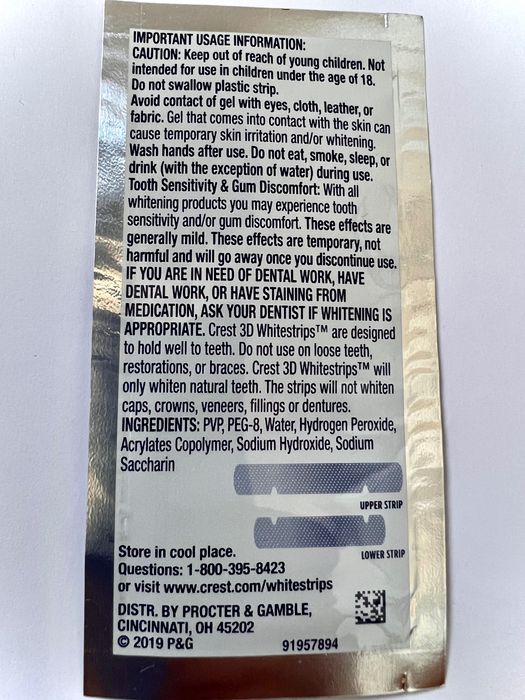 IMPORTANT USAGE INFORMATION:
CAUTION: Keep out of reach of young children. Not
intended for use in children under the age of 18.
Do not swallow plastic strip.
Avoid contact of gel with eyes, cloth, leather, or
fabric. Gel that comes into contact with the skin can
cause temporary skin irritation and/or whitening.
Wash hands after use. Do not eat, smoke, sleep, or
drink (with the exception of water) during use.
Tooth Sensitivity & Gum Discomfort: With all
whitening products you may experience tooth
sensitivity and/or gum discomfort. These effects are
generally mild. These effects are temporary, not
harmful and will go away once you discontinue use.
IF YOU ARE IN NEED OF DENTAL WORK, HAVE
DENTAL WORK, OR HAVE STAINING FROM
MEDICATION, ASK YOUR DENTIST IF WHITENING IS
APPROPRIATE. Crest 3D Whitestrips™ are designed
to hold well to teeth. Do not use on loose teeth,
restorations, or braces. Crest 3D Whitestrips™ will
only whiten natural teeth. The strips will not whiten
caps, crowns, veneers, fillings or dentures.
INGREDIENTS: PVP, PEG-8, Water, Hydrogen Peroxide,
Acrylates Copolymer, Sodium Hydroxide, Sodium
Saccharin
UPPER STRIP
LOWER STRIP
Store in cool place.
Questions: 1-800-395-8423
or visit www.crest.com/whitestrips
DISTR. BY PROCTER & GAMBLE,
CINCINNATI, OH 45202
© 2019 P&G
91957894